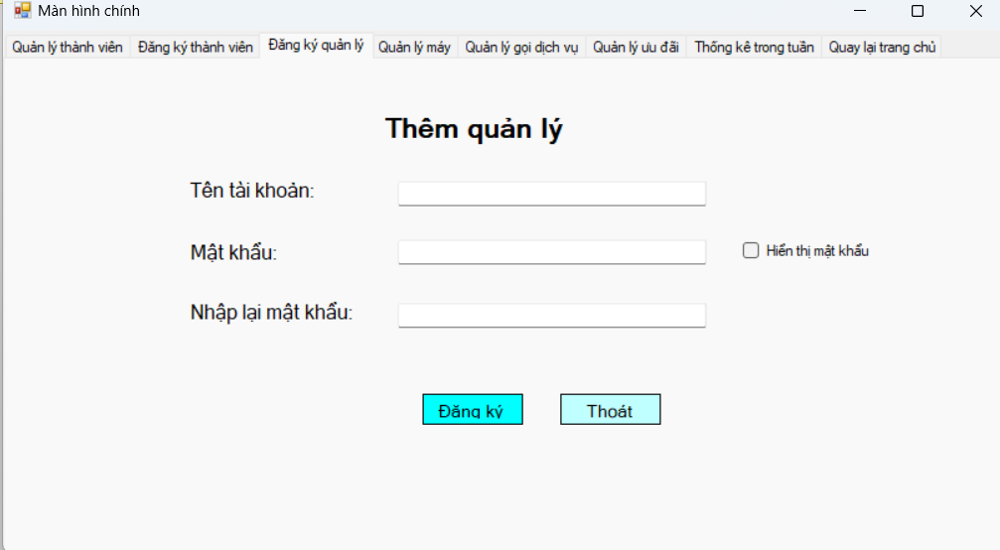 Màn hình chính
Quản lý thành viên Đăng ký thành viên Đăng ký quản lý Quản lý máy Quản lý gọi dịch vụ Quản lý ưu đãi Thống kê trong tuần Quay lại trang chủ
Thêm quản lý
Tên tài khoản:
Mật khẩu:
Hiển thị mật khẩu
Nhập lại mật khẩu:
Đăng ký Thoát